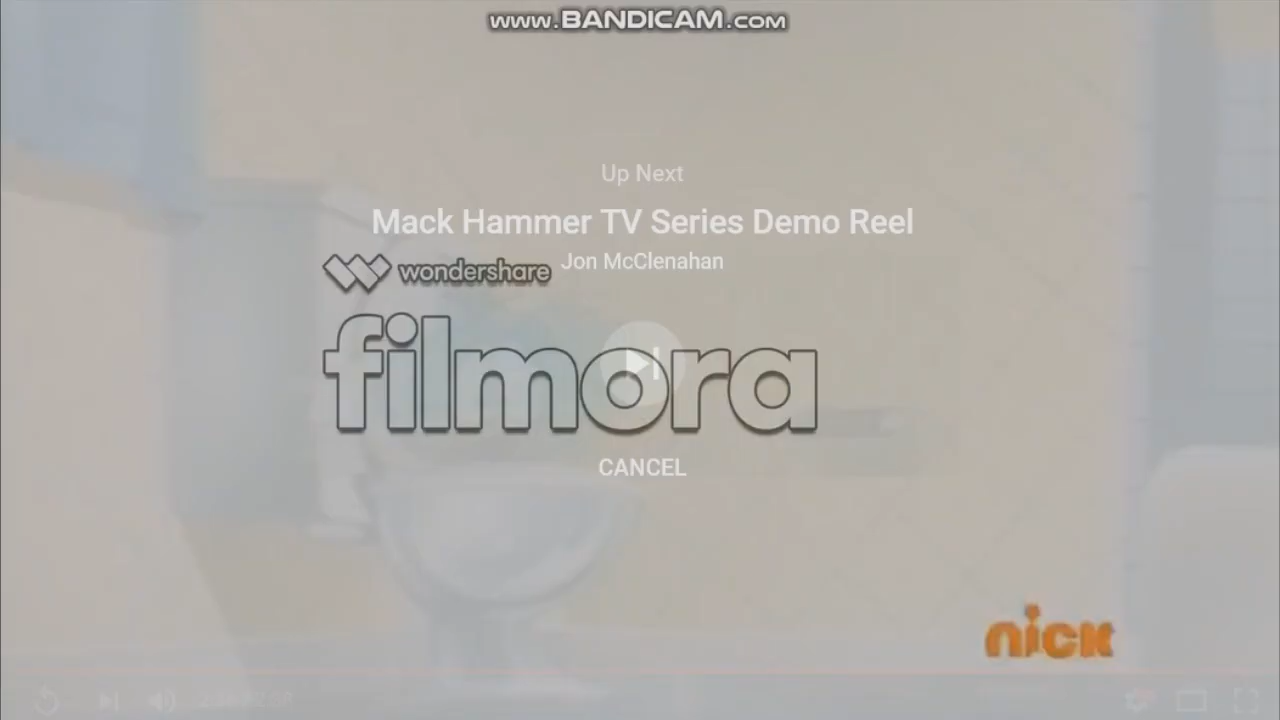 www.BANDICAM.COM
Up Next
Mack Hammer TV Series Demo Reel
Jon McClenahan
wondershare
filmora
CANCEL
nick